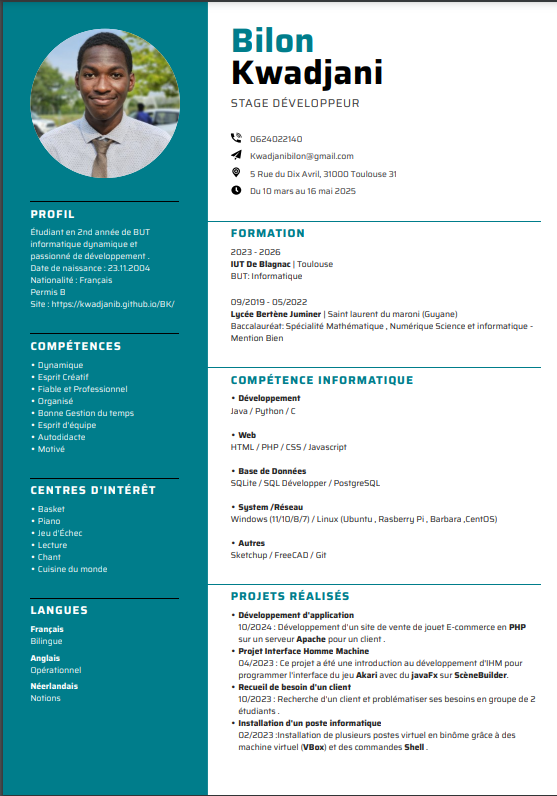 Bilon
Kwadjani
STAGE DÉVELOPPEUR
0624022140
Kwadjanibilon@gmail.com
5 Rue du Dix Avril, 31000 Toulouse 31
Du 10 mars au 16 mai 2025
PROFIL
Étudiant en 2nd année de BUT
informatique dynamique et
passionné de développement .
Date de naissance : 23.11.2004
Nationalité : Français
Permis B
Site : https://kwadjanib.github.io/BK/
COMPÉTENCES
• Dynamique
• Esprit Créatif
• Fiable et Professionnel
• Organisé
• Bonne Gestion du temps
• Esprit d'équipe
• Autodidacte
• Motivé
CENTRES D'INTÉRÊT
• Basket
• Piano
• Jeu d'Échec
• Lecture
• Chant
• Cuisine du monde
LANGUES
Français
Bilingue
Anglais
Opérationnel
Néerlandais
Notions
FORMATION
2023 - 2026
IUT De Blagnac | Toulouse
BUT: Informatique
09/2019 - 05/2022
Lycée Bertène Juminer | Saint laurent du maroni (Guyane)
Baccalauréat: Spécialité Mathématique , Numérique Science et informatique -
Mention Bien
COMPÉTENCE INFORMATIQUE
• Développement
Java / Python / C
• Web
HTML / PHP / CSS / Javascript
• Base de Données
SQLite / SQL Développer / PostgreSQL
• System /Réseau
Windows (11/10/8/7) / Linux (Ubuntu , Rasberry Pi , Barbara ,CentOS)
• Autres
Sketchup / FreeCAD / Git
PROJETS RÉALISÉS
• Développement d'application
10/2024 : Développement d'un site de vente de jouet E-commerce en PHP
sur un serveur Apache pour un client .
• Projet Interface Homme Machine
04/2023 : Ce projet a été une introduction au développement d'IHM pour
programmer l'interface du jeu Akari avec du javaFx sur ScèneBuilder.
• Recueil de besoin d'un client
10/2023 : Recherche d'un client et problématiser ses besoins en groupe de 2
étudiants .
• Installation d'un poste informatique
02/2023 :Installation de plusieurs postes virtuel en binôme grâce à des
machine virtuel (VBox) et des commandes Shell .